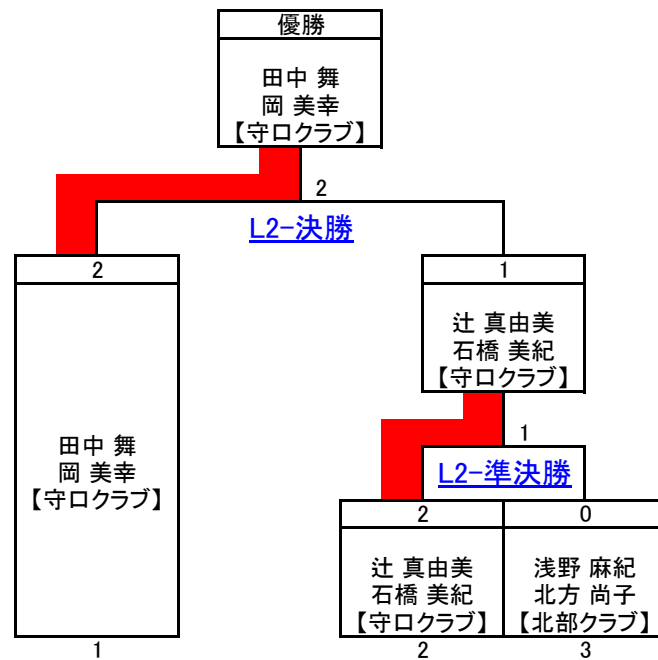 優勝
田中 舞
岡 美幸
【守口クラブ】
2
L2-決勝
2
1
田中 舞
岡 美幸
【守口クラブ】
辻 真由美
石橋 美紀
【守口クラブ】
1
L2-準決勝
2
0
辻 真由美
石橋 美紀
【守口クラブ】
浅野 麻紀
北方 尚子
【北部クラブ】
1
2
3